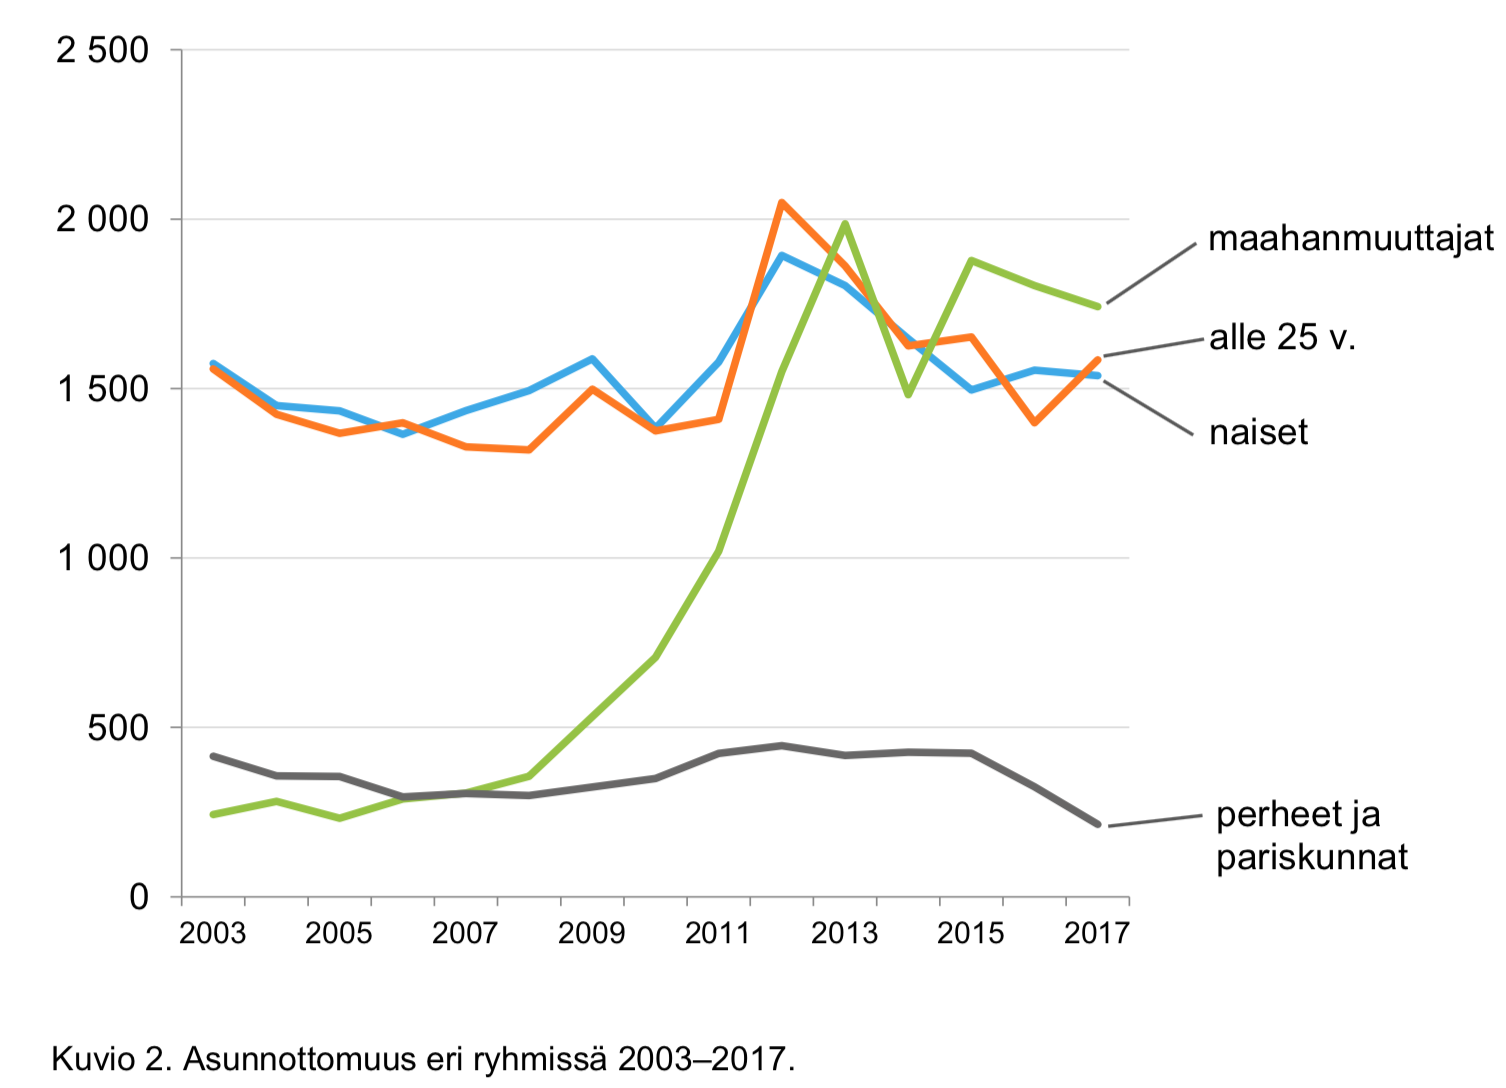 2 500
2 000
maahanmuuttajat
alle 25 v.
1 500
naiset
1 000
500
perheet ja
pariskunnat
0
2003 2005 2007 2009 2011 2013 2015 2017
Kuvio 2. Asunnottomuus eri ryhmissä 2003–2017.